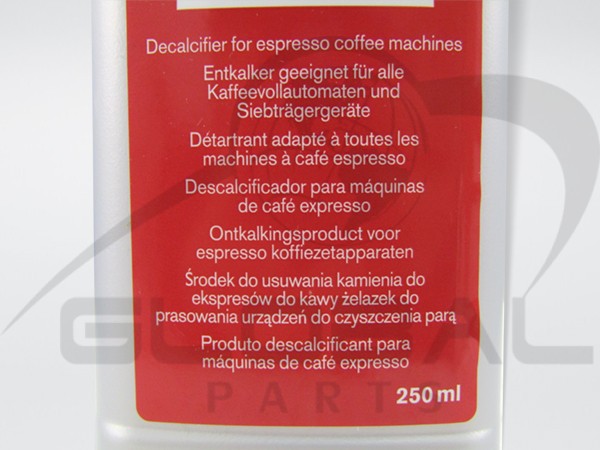 Decalcifier for espresso coffee machines
Entkalker geeignet für alle
Kaffeevollautomaten und
Siebträgergeräte
Détartrant adapté à toutes les
machines à café espresso
Descalcificador para máquinas
de café expresso
Ontkalkingsproduct voor
espresso koffiezetapparaten
Środek do usuwania kamienia do
ekspresów do kawy żelazek do
prasowania urządzeń do czyszczenia parą
Produto descalcificant para
máquinas de café expresso
250 ml
GLOBAL
PARTS